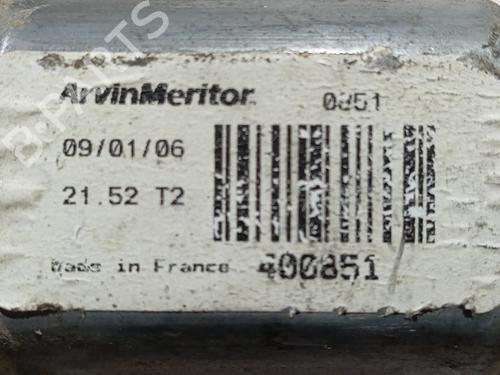 ArvinMeritor. 0851
09/01/06
21.52 T2
Made in France 400851
B-PARTS